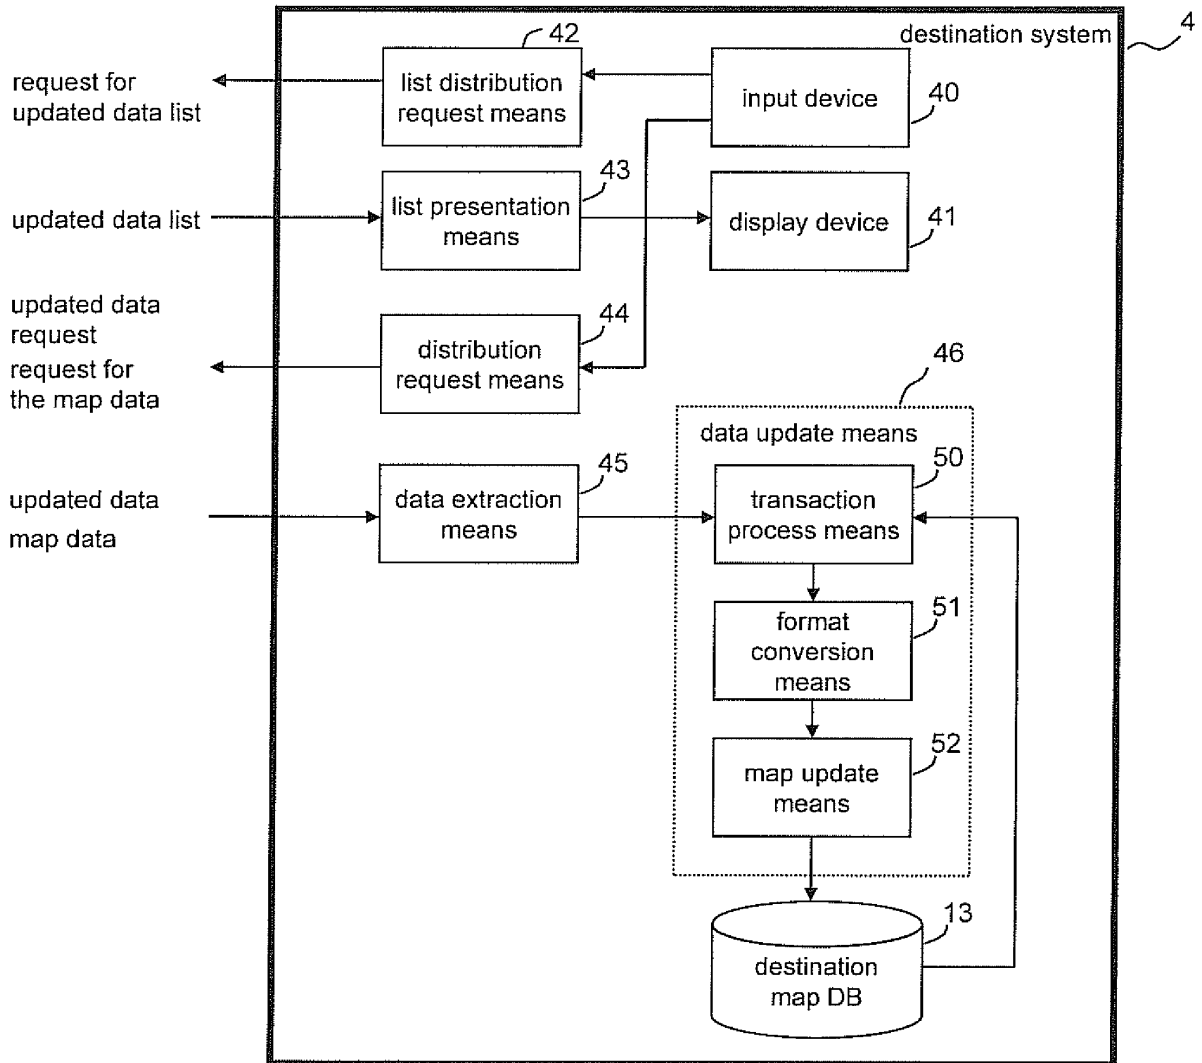 destination system
4
42
request for
updated data list
list distribution
request means
input device
40
43
updated data list
list presentation
means
display device
41
updated data
request
request for
the map data
44
distribution
request means
46
data update means
45
updated data
map data
data extraction
means
50
transaction
process means
51
format
conversion
means
52
map update
means
13
destination
map DB